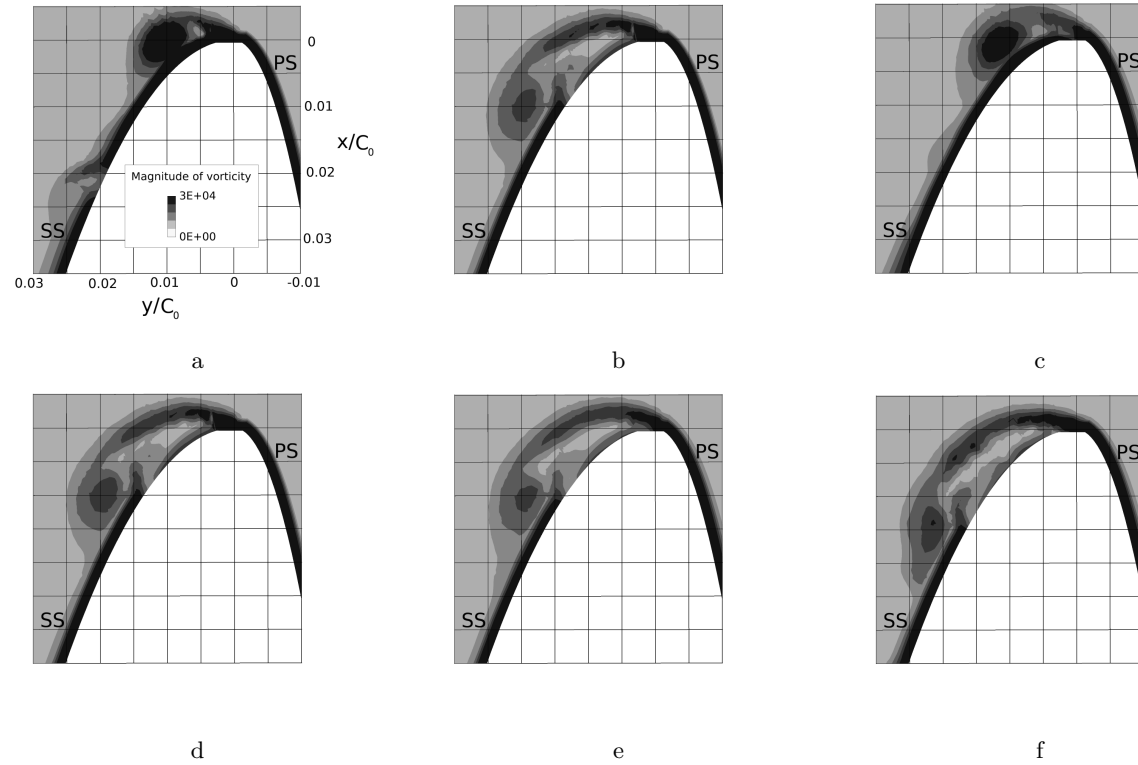 0
PS
0.01
x/C0
0.02
Magnitude of vorticity
3E+04
0E+00
SS
0.03
0.03 0.02 0.01 0 -0.01
y/C0
PS
SS
PS
SS
a b c
PS
SS
PS
SS
PS
SS
d e f